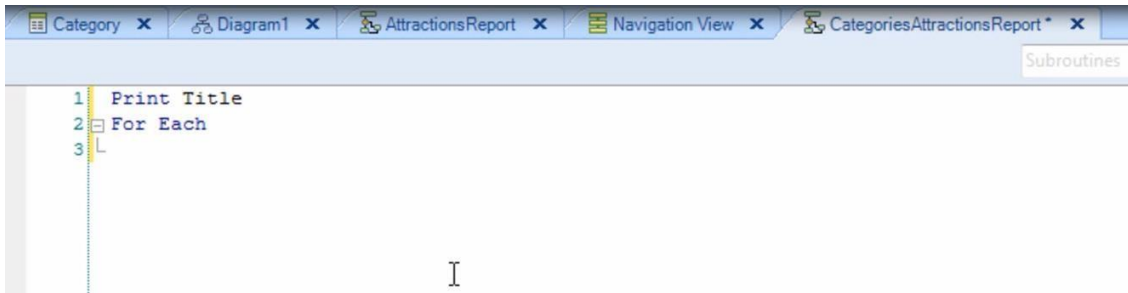 Category Diagram1 AttractionsReport Navigation View CategoriesAttractionsReport *
Subroutines
1 Print Title
2 For Each
3